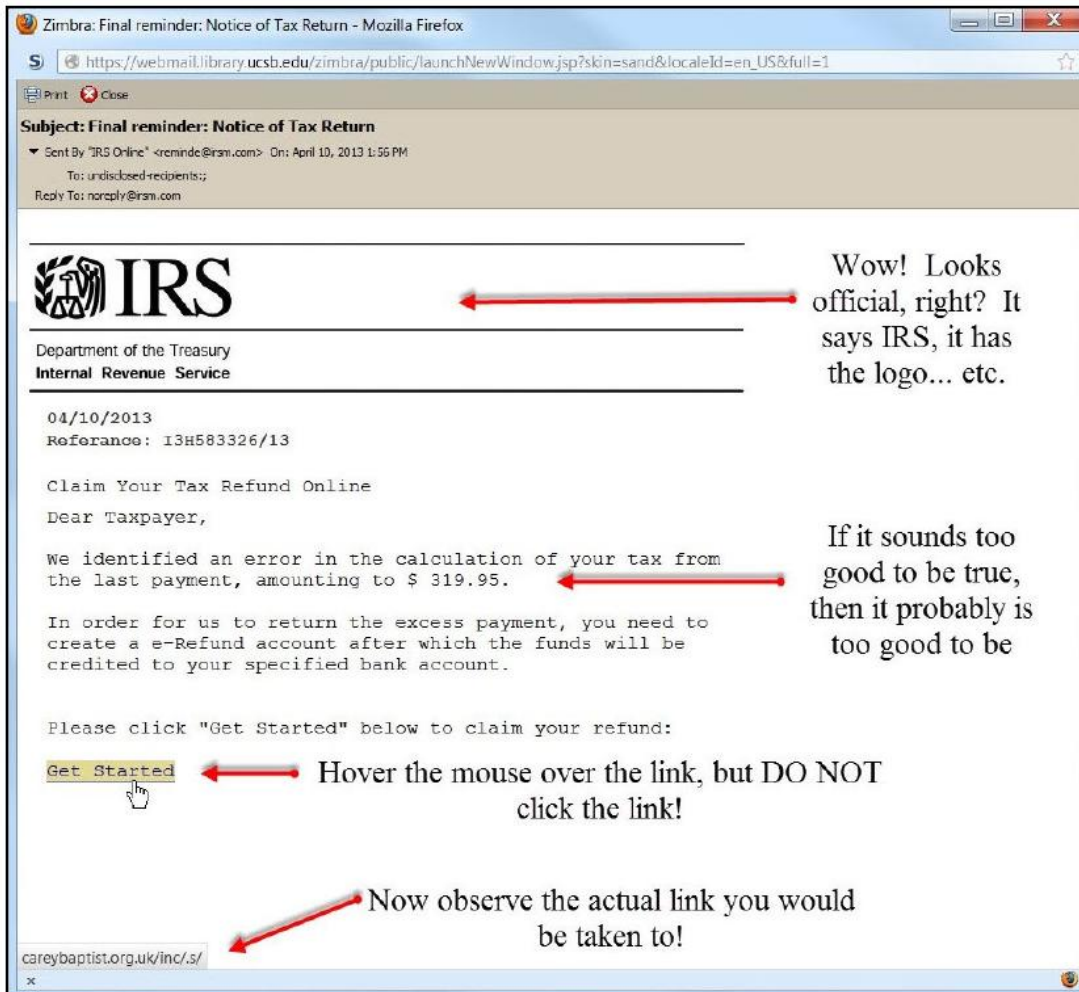 Zimbra: Final reminder: Notice of Tax Return - Mozilla Firefox
https://webmail.library.ucsb.edu/zimbra/public/launchNewWindow.jsp?skin=sand&localeId=en_US&full=1
Print Close
Subject: Final reminder: Notice of Tax Return
Sent By "IRS Online" <reminde@irsm.com> On: April 10, 2013 1:56 PM
To: undisclosed-recipients:;
Reply To: noreply@irsm.com
IRS
Department of the Treasury
Internal Revenue Service
Wow! Looks
official, right? It
says IRS, it has
the logo... etc.
04/10/2013
Referance: I3H583326/13
Claim Your Tax Refund Online
Dear Taxpayer,
We identified an error in the calculation of your tax from
the last payment, amounting to $ 319.95.
In order for us to return the excess payment, you need to
create a e-Refund account after which the funds will be
credited to your specified bank account.
If it sounds too
good to be true,
then it probably is
too good to be
Please click "Get Started" below to claim your refund:
Get Started
Hover the mouse over the link, but DO NOT
click the link!
Now observe the actual link you would
be taken to!
careybaptist.org.uk/inc/.s/
x